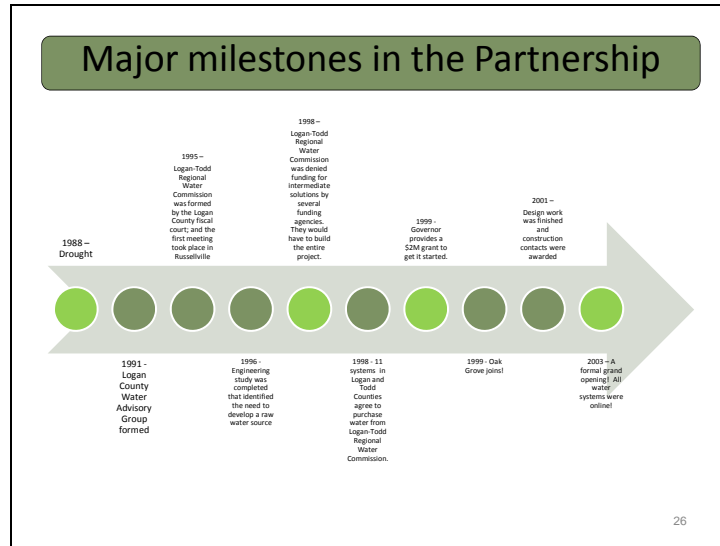 Major milestones in the Partnership
1988 –
Drought
1991 -
Logan
County
Water
Advisory
Group
formed
1995 –
Logan-Todd
Regional
Water
Commission
was formed
by the Logan
County fiscal
court; and the
first meeting
took place in
Russellville
1996 -
Engineering
study was
completed
that identified
the need to
develop a raw
water source
1998 –
Logan-Todd
Regional
Water
Commission
was denied
funding for
intermediate
solutions by
several
funding
agencies.
They would
have to build
the entire
project.
1998 - 11
systems in
Logan and
Todd
Counties
agree to
purchase
water from
Logan-Todd
Regional
Water
Commission.
1999 -
Governor
provides a
$2M grant to
get it started.
1999 - Oak
Grove joins!
2001 –
Design work
was finished
and
construction
contacts were
awarded
2003 – A
formal grand
opening! All
water
systems were
online!
26